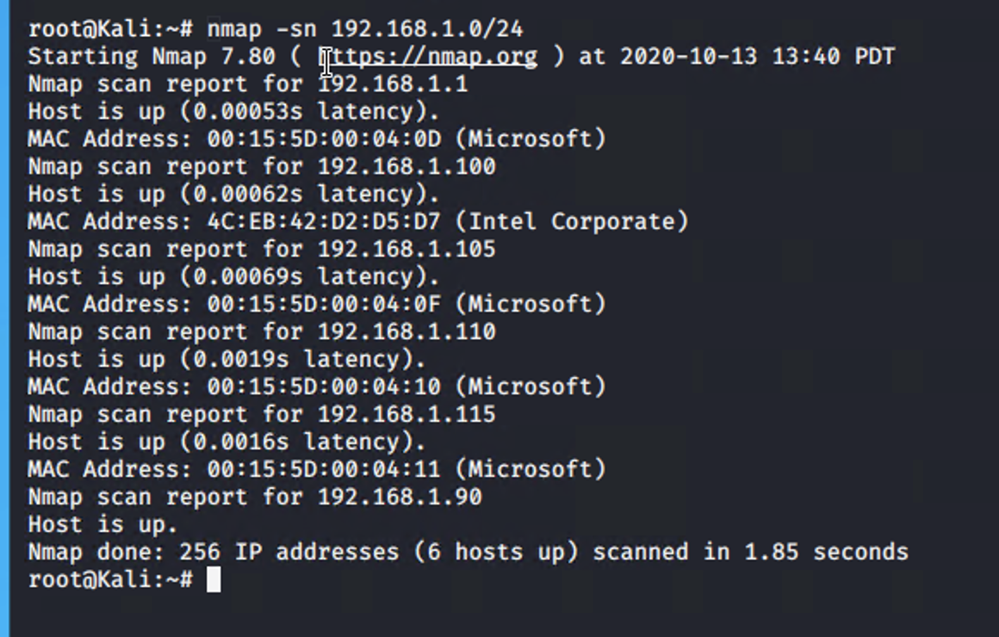 root@Kali:~# nmap -sn 192.168.1.0/24
Starting Nmap 7.80 ( https://nmap.org ) at 2020-10-13 13:40 PDT
Nmap scan report for 192.168.1.1
Host is up (0.00053s latency).
MAC Address: 00:15:5D:00:04:0D (Microsoft)
Nmap scan report for 192.168.1.100
Host is up (0.00062s latency).
MAC Address: 4C:EB:42:D2:D5:D7 (Intel Corporate)
Nmap scan report for 192.168.1.105
Host is up (0.00069s latency).
MAC Address: 00:15:5D:00:04:0F (Microsoft)
Nmap scan report for 192.168.1.110
Host is up (0.0019s latency).
MAC Address: 00:15:5D:00:04:10 (Microsoft)
Nmap scan report for 192.168.1.115
Host is up (0.0016s latency).
MAC Address: 00:15:5D:00:04:11 (Microsoft)
Nmap scan report for 192.168.1.90
Host is up.
Nmap done: 256 IP addresses (6 hosts up) scanned in 1.85 seconds
root@Kali:~#